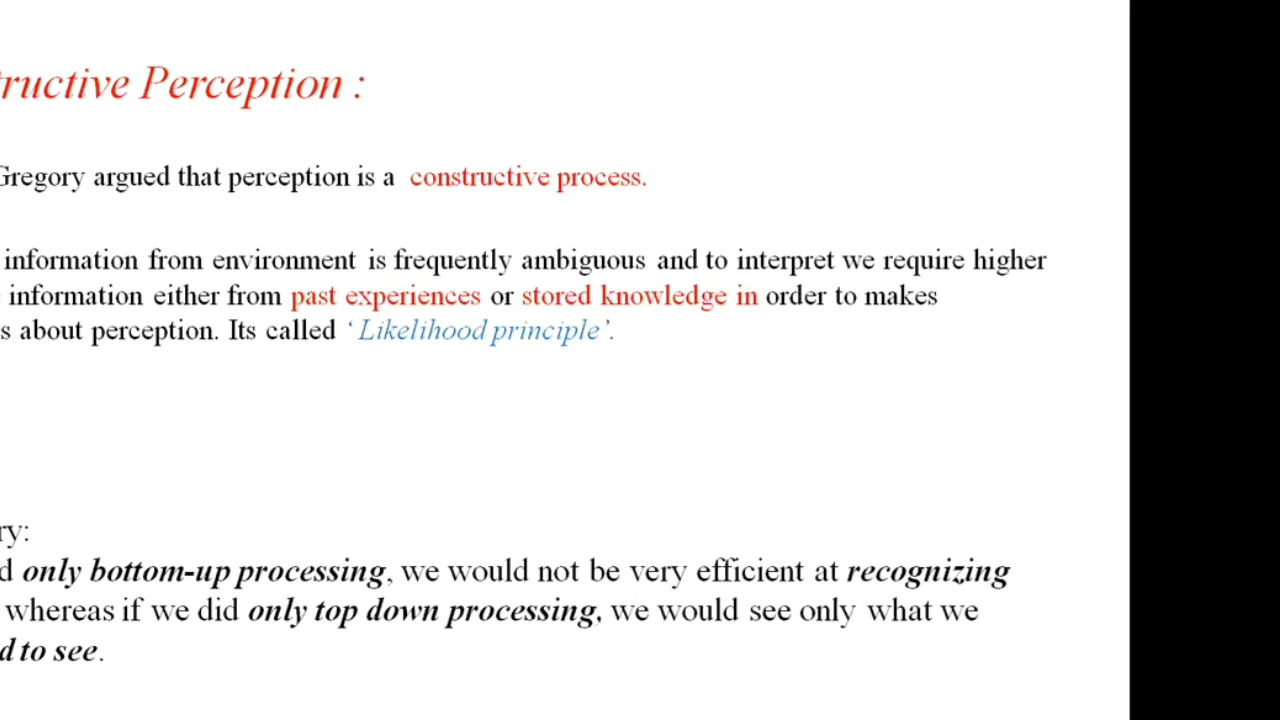 tructive Perception :
Gregory argued that perception is a constructive process.
information from environment is frequently ambiguous and to interpret we require higher
information either from past experiences or stored knowledge in order to makes
s about perception. Its called ‘Likelihood principle’.
ry:
d only bottom-up processing, we would not be very efficient at recognizing
whereas if we did only top down processing, we would see only what we
d to see.